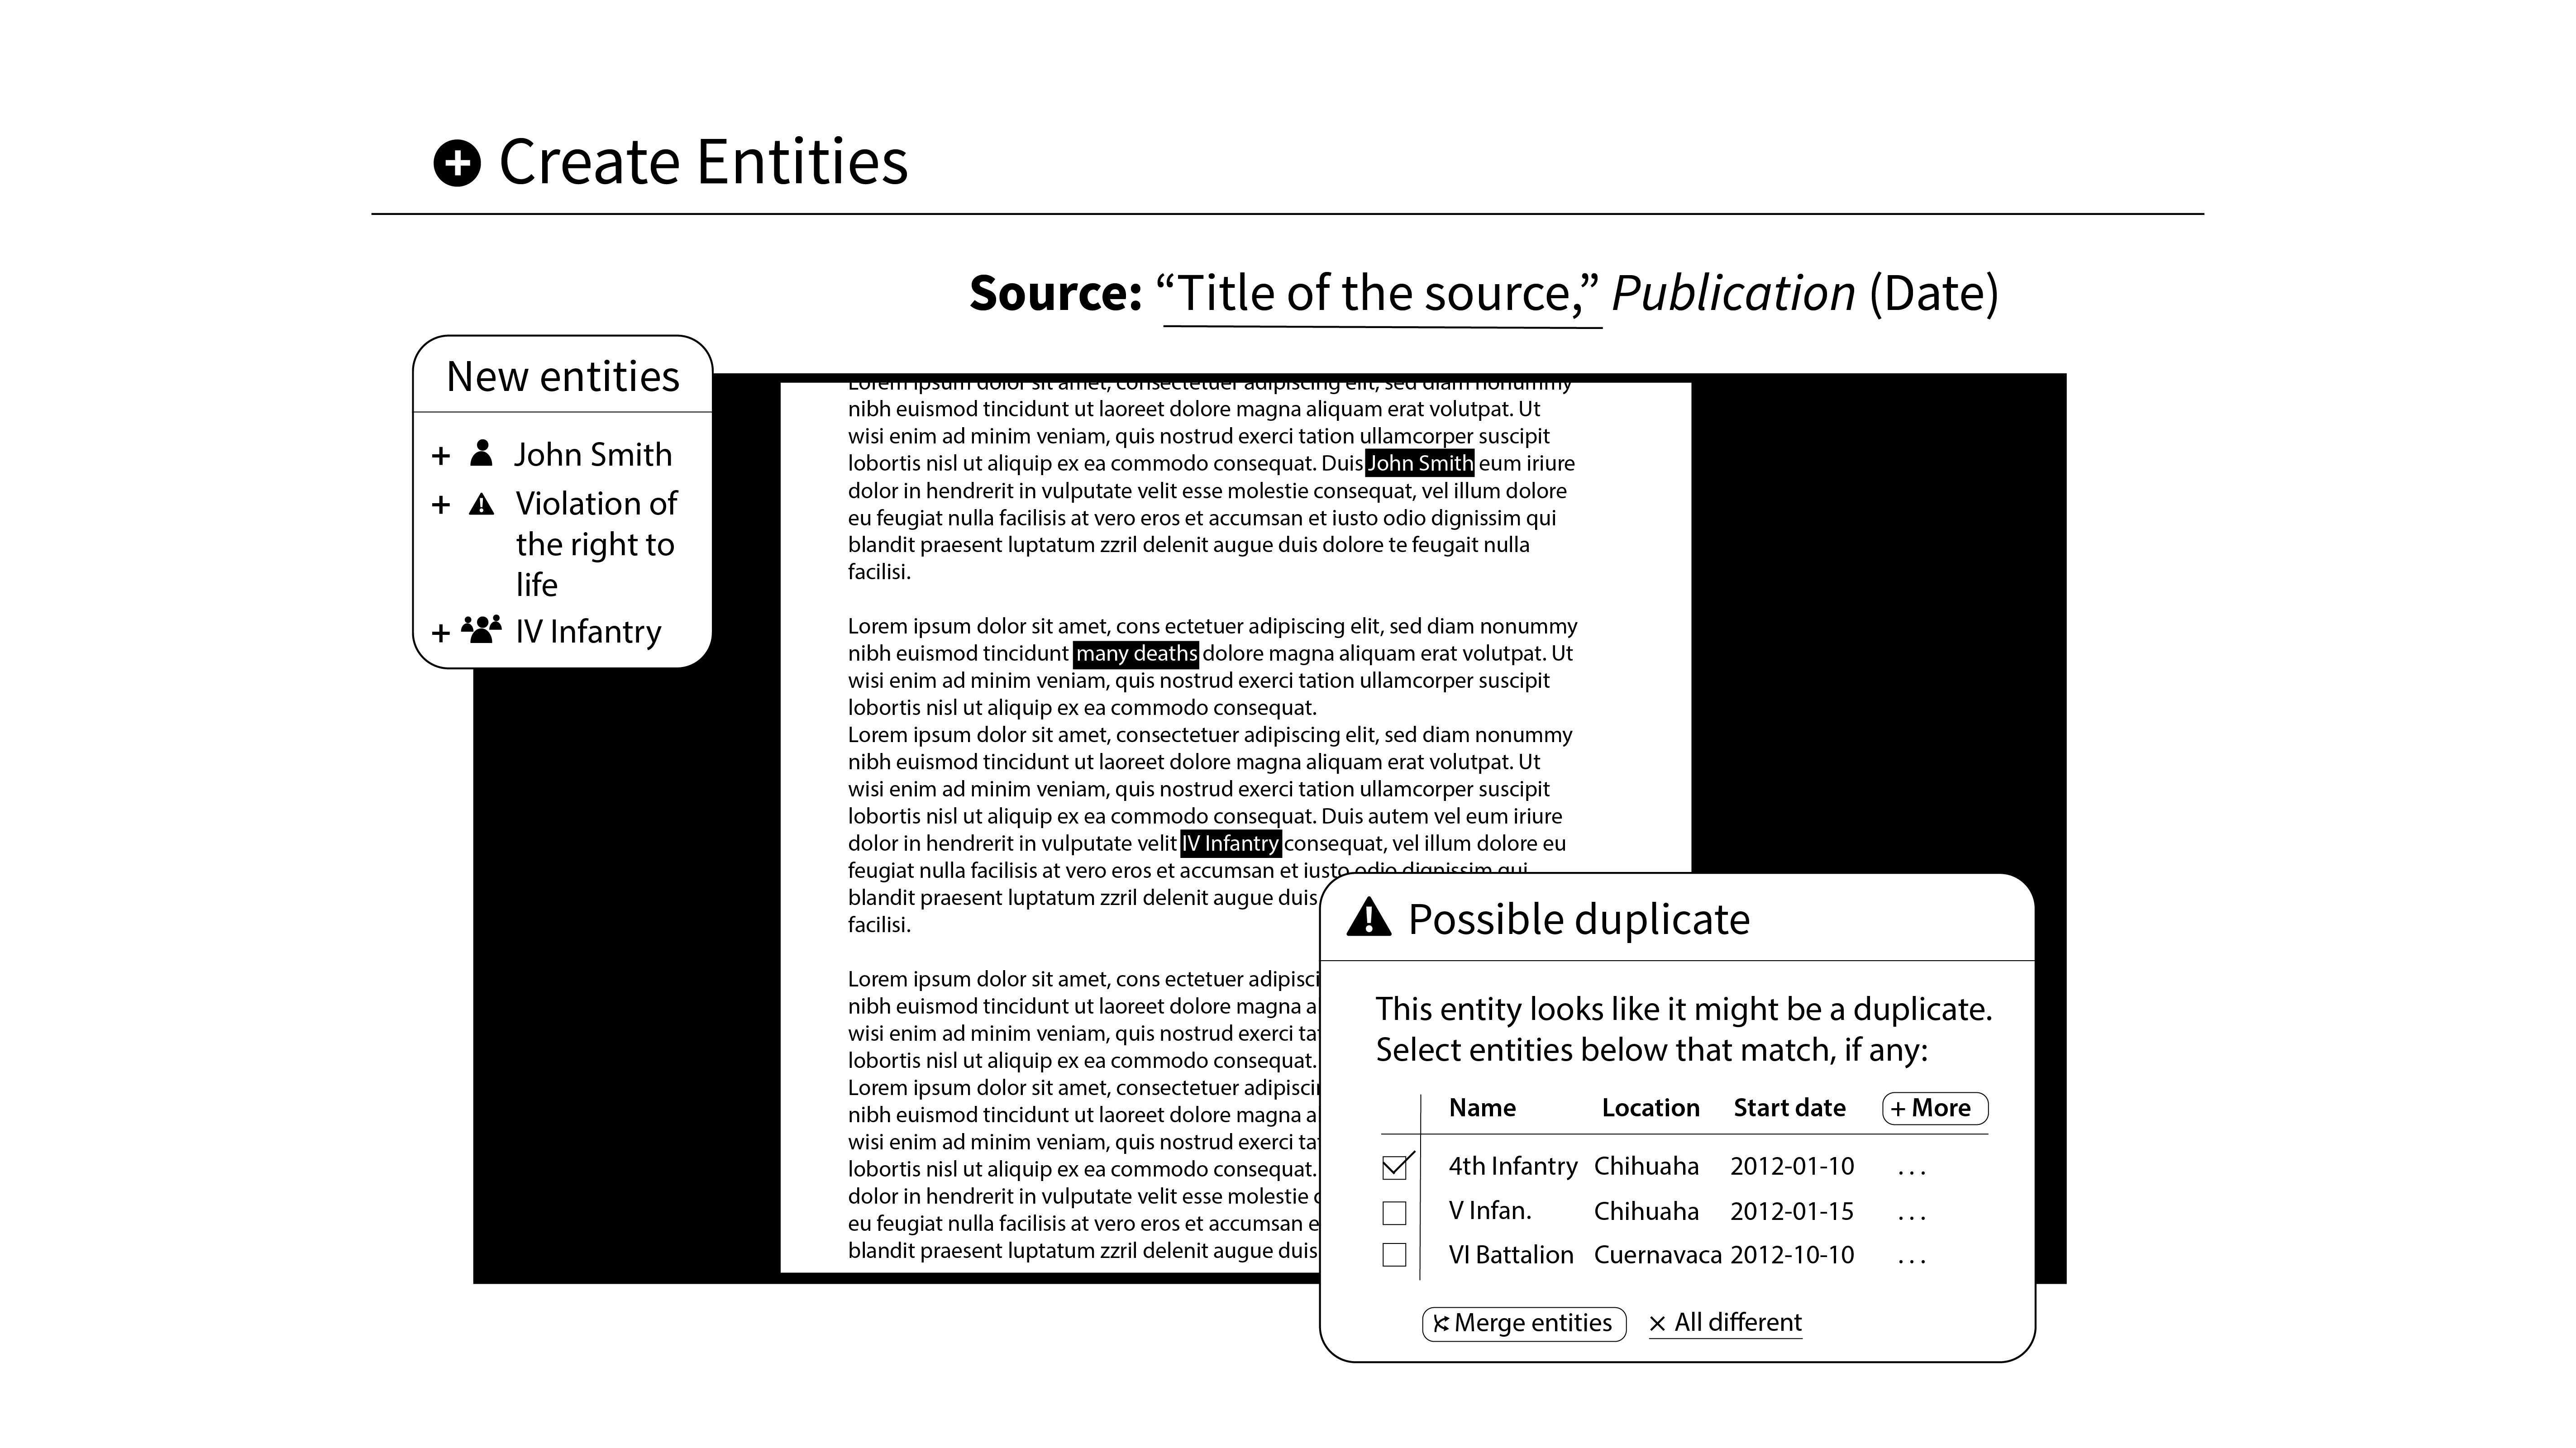 Create Entities
Source: “Title of the source,” Publication (Date)
New entities
+ John Smith
+ Violation of
the right to
life
+ IV Infantry
Lorem ipsum dolor sit amet, consectetuer adipiscing elit, sed diam nonummy
nibh euismod tincidunt ut laoreet dolore magna aliquam erat volutpat. Ut
wisi enim ad minim veniam, quis nostrud exerci tation ullamcorper suscipit
lobortis nisl ut aliquip ex ea commodo consequat. Duis John Smith eum iriure
dolor in hendrerit in vulputate velit esse molestie consequat, vel illum dolore
eu feugiat nulla facilisis at vero eros et accumsan et iusto odio dignissim qui
blandit praesent luptatum zzril delenit augue duis dolore te feugait nulla
facilisi.
Lorem ipsum dolor sit amet, cons ectetuer adipiscing elit, sed diam nonummy
nibh euismod tincidunt many deaths dolore magna aliquam erat volutpat. Ut
wisi enim ad minim veniam, quis nostrud exerci tation ullamcorper suscipit
lobortis nisl ut aliquip ex ea commodo consequat.
Lorem ipsum dolor sit amet, consectetuer adipiscing elit, sed diam nonummy
nibh euismod tincidunt ut laoreet dolore magna aliquam erat volutpat. Ut
wisi enim ad minim veniam, quis nostrud exerci tation ullamcorper suscipit
lobortis nisl ut aliquip ex ea commodo consequat. Duis autem vel eum iriure
dolor in hendrerit in vulputate velit IV Infantry consequat, vel illum dolore eu
feugiat nulla facilisis at vero eros et accumsan et iusto odio dignissim qui
blandit praesent luptatum zzril delenit augue duis
facilisi.
Lorem ipsum dolor sit amet, cons ectetuer adipisci
nibh euismod tincidunt ut laoreet dolore magna a
wisi enim ad minim veniam, quis nostrud exerci tat
lobortis nisl ut aliquip ex ea commodo consequat.
Lorem ipsum dolor sit amet, consectetuer adipisci
nibh euismod tincidunt ut laoreet dolore magna a
wisi enim ad minim veniam, quis nostrud exerci tat
lobortis nisl ut aliquip ex ea commodo consequat.
dolor in hendrerit in vulputate velit esse molestie c
eu feugiat nulla facilisis at vero eros et accumsan e
blandit praesent luptatum zzril delenit augue duis
Possible duplicate
This entity looks like it might be a duplicate.
Select entities below that match, if any:
Name Location Start date + More
4th Infantry Chihuaha 2012-01-10 ...
V Infan. Chihuaha 2012-01-15 ...
VI Battalion Cuernavaca 2012-10-10 ...
Merge entities × All different